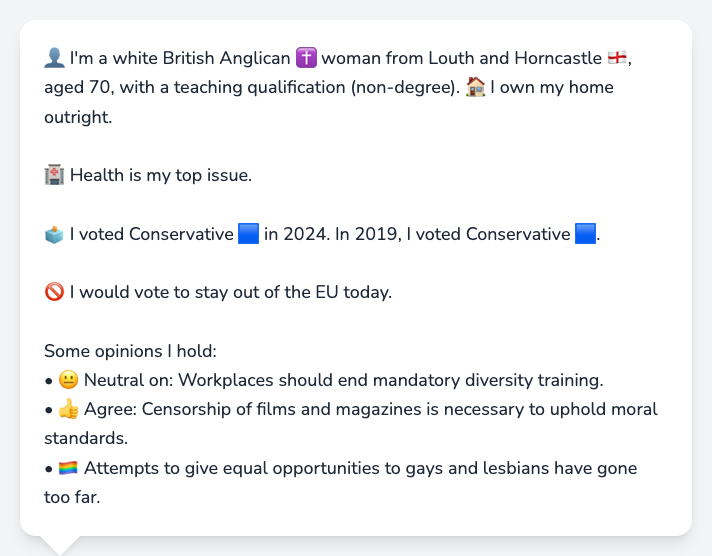 👤 I'm a white British Anglican ✝️ woman from Louth and Horncastle 🏴󠁧󠁢󠁥󠁮󠁧󠁿,
aged 70, with a teaching qualification (non-degree). 🏠 I own my home
outright.
🏥 Health is my top issue.
🗳️ I voted Conservative 🟦 in 2024. In 2019, I voted Conservative 🟦.
🚫 I would vote to stay out of the EU today.
Some opinions I hold:
• 😐 Neutral on: Workplaces should end mandatory diversity training.
• 👍 Agree: Censorship of films and magazines is necessary to uphold moral
standards.
• 🏳️‍🌈 Attempts to give equal opportunities to gays and lesbians have gone
too far.